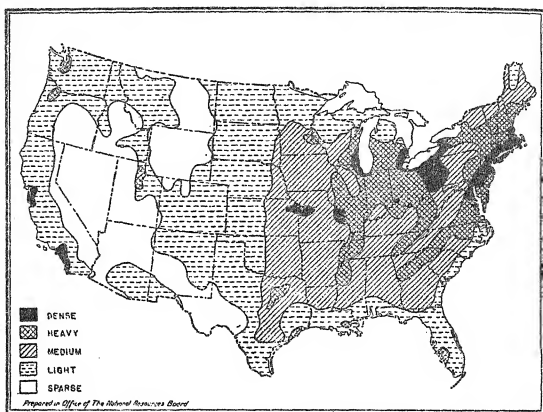 DENSE
HEAVY
MEDIUM
LIGHT
SPARSE
Prepared in Office of The National Resources Board